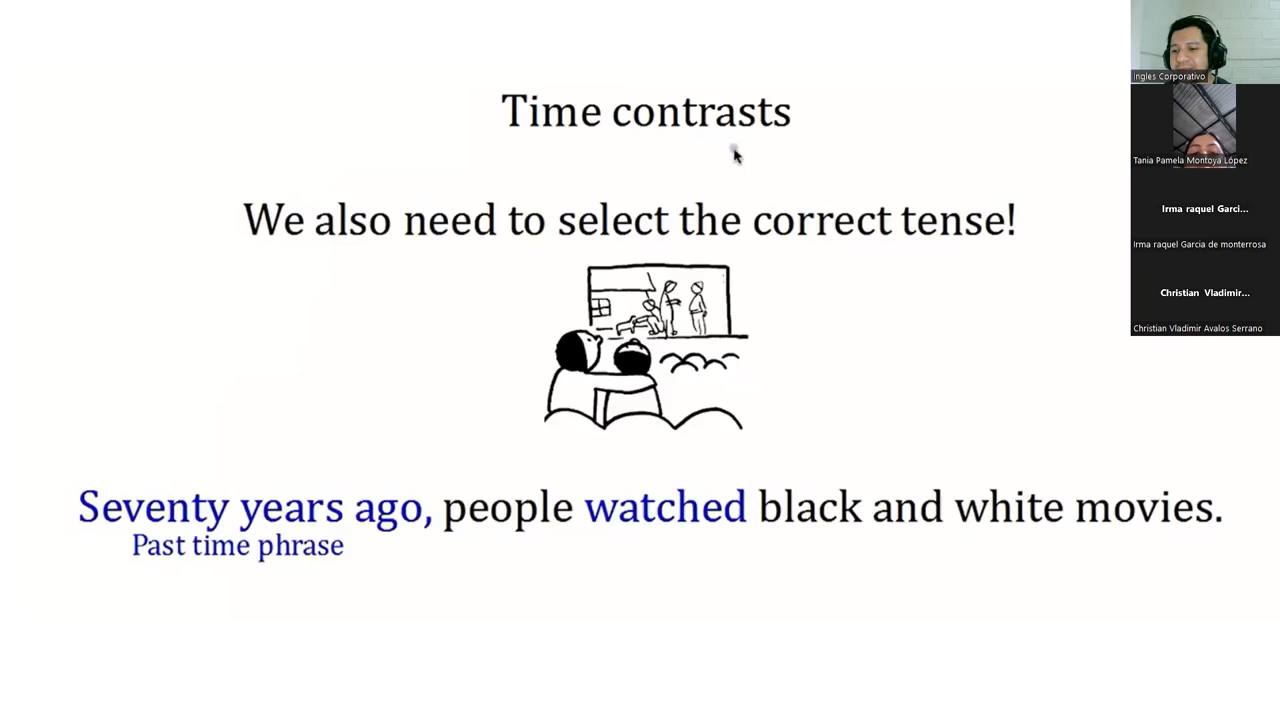 Time contrasts
We also need to select the correct tense!
Seventy years ago, people watched black and white movies.
Past time phrase
Ingles Corporativo
Tania Pamela Montoya López
Irma raquel Garci...
Irma raquel Garcia de monterrosa
Christian Vladimir...
Christian Vladimir Avalos Serrano